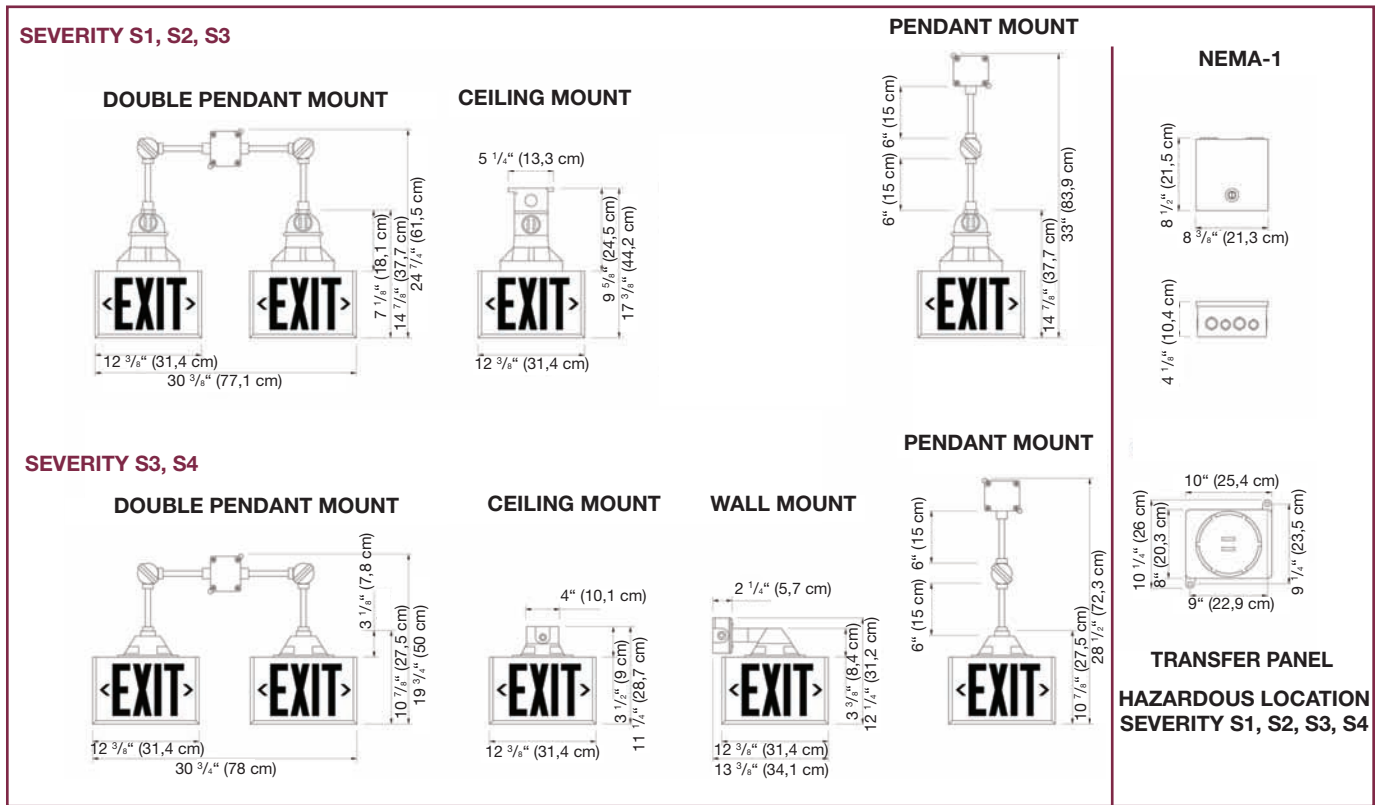 SEVERITY S1, S2, S3
DOUBLE PENDANT MOUNT
<EXIT>
<EXIT>
7 1/8“ (18,1 cm)
14 7/8“ (37,7 cm)
24 7/4“ (61,5 cm)
12 3/8“ (31,4 cm)
30 3/8“ (77,1 cm)
CEILING MOUNT
5 1/4“ (13,3 cm)
<EXIT>
9 5/8“ (24,5 cm)
17 3/8“ (44,2 cm)
12 3/8“ (31,4 cm)
PENDANT MOUNT
6“ (15 cm)
6“ (15 cm)
<EXIT>
14 7/8“ (37,7 cm)
33“ (83,9 cm)
NEMA-1
8 1/2“ (21,5 cm)
8 3/8“ (21,3 cm)
4 1/8“ (10,4 cm)
SEVERITY S3, S4
DOUBLE PENDANT MOUNT
<EXIT>
<EXIT>
3 1/8“ (7,8 cm)
10 7/8“ (27,5 cm)
19 3/4“ (50 cm)
12 3/8“ (31,4 cm)
30 3/4“ (78 cm)
CEILING MOUNT
4“ (10,1 cm)
<EXIT>
3 1/2“ (9 cm)
11 1/4“ (28,7 cm)
12 3/8“ (31,4 cm)
WALL MOUNT
2 1/4“ (5,7 cm)
<EXIT>
3 3/8“ (8,4 cm)
12 1/4“ (31,2 cm)
12 3/8“ (31,4 cm)
13 3/8“ (34,1 cm)
PENDANT MOUNT
6“ (15 cm)
6“ (15 cm)
<EXIT>
10 7/8“ (27,5 cm)
28 1/2“ (72,3 cm)
10“ (25,4 cm)
10 1/4“ (26 cm)
8“ (20,3 cm)
9 1/4“ (23,5 cm)
9“ (22,9 cm)
TRANSFER PANEL
HAZARDOUS LOCATION
SEVERITY S1, S2, S3, S4